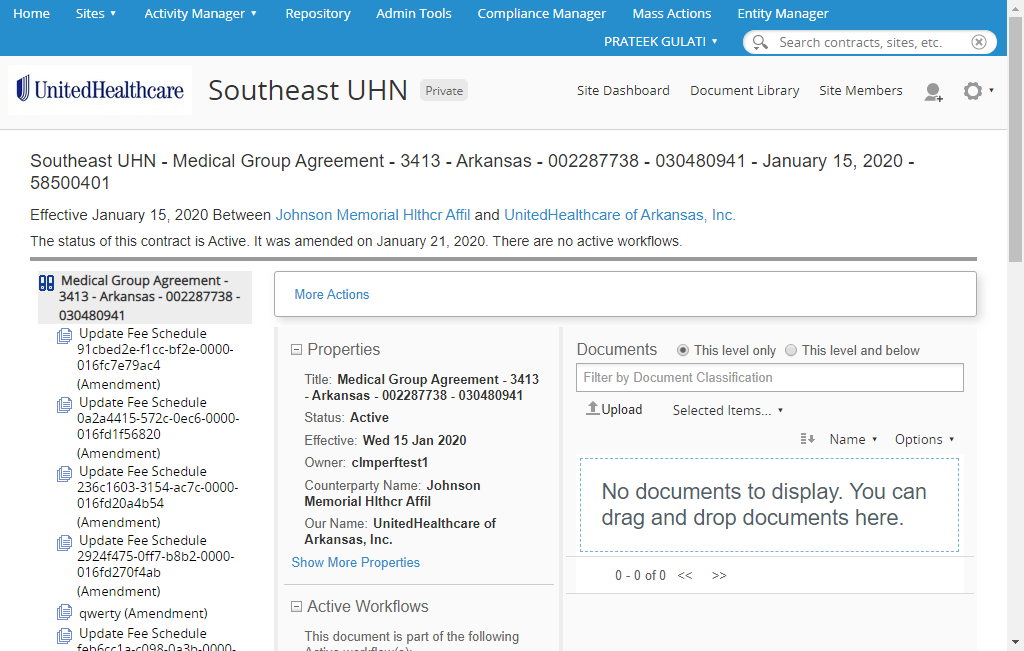 Home Sites Activity Manager Repository Admin Tools Compliance Manager Mass Actions Entity Manager
PRATEEK GULATI Search contracts, sites, etc.
UnitedHealthcare Southeast UHN Private Site Dashboard Document Library Site Members
Southeast UHN - Medical Group Agreement - 3413 - Arkansas - 002287738 - 030480941 - January 15, 2020 -
58500401
Effective January 15, 2020 Between Johnson Memorial Hlthcr Affil and UnitedHealthcare of Arkansas, Inc.
The status of this contract is Active. It was amended on January 21, 2020. There are no active workflows.
Medical Group Agreement -
3413 - Arkansas - 002287738 -
030480941
Update Fee Schedule
91cbed2e-f1cc-bf2e-0000-
016fc7e79ac4
(Amendment)
Update Fee Schedule
0a2a4415-572c-0ec6-0000-
016fd1f56820
(Amendment)
Update Fee Schedule
236c1603-3154-ac7c-0000-
016fd20a4b54
(Amendment)
Update Fee Schedule
2924f475-0ff7-b8b2-0000-
016fd270f4ab
(Amendment)
qwerty (Amendment)
Update Fee Schedule
feb6cc1a-c098-0a3b-0000-
More Actions
Properties
Title: Medical Group Agreement - 3413
- Arkansas - 002287738 - 030480941
Status: Active
Effective: Wed 15 Jan 2020
Owner: clmperftest1
Counterparty Name: Johnson
Memorial Hlthcr Affil
Our Name: UnitedHealthcare of
Arkansas, Inc.
Show More Properties
Active Workflows
This document is part of the following
Active workflow(s):
Documents This level only This level and below
Filter by Document Classification
Upload Selected Items...
Name Options
No documents to display. You can
drag and drop documents here.
0 - 0 of 0 << >>